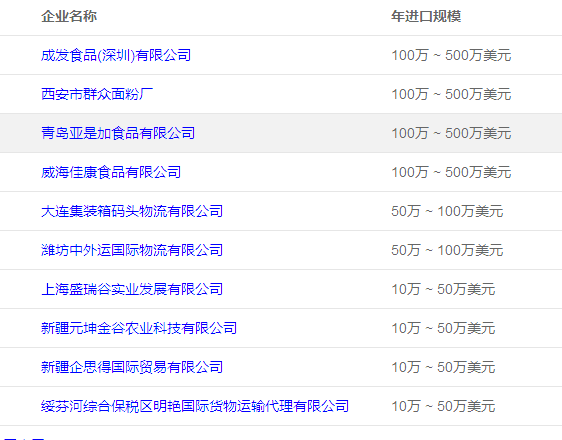 企业名称 年进口规模
成发食品(深圳)有限公司 100万 ~ 500万美元
西安市群众面粉厂 100万 ~ 500万美元
青岛亚是加食品有限公司 100万 ~ 500万美元
威海佳康食品有限公司 100万 ~ 500万美元
大连集装箱码头物流有限公司 50万 ~ 100万美元
潍坊中外运国际物流有限公司 50万 ~ 100万美元
上海盛瑞谷实业发展有限公司 10万 ~ 50万美元
新疆元坤金谷农业科技有限公司 10万 ~ 50万美元
新疆企思得国际贸易有限公司 10万 ~ 50万美元
绥芬河综合保税区明艳国际货物运输代理有限公司 10万 ~ 50万美元